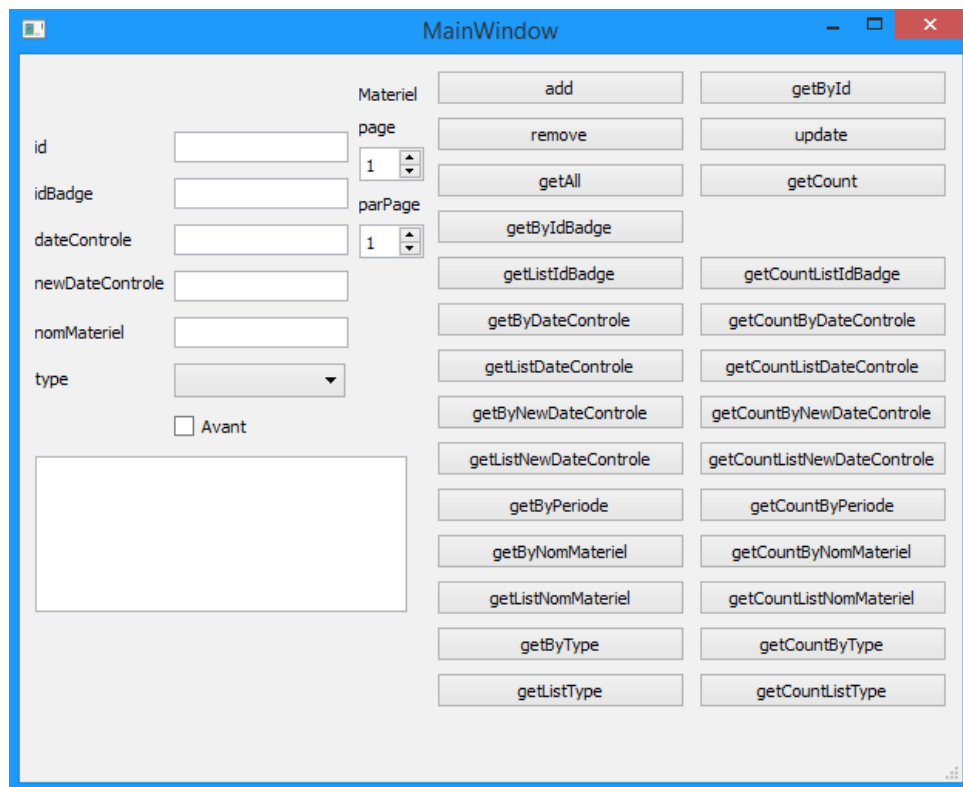 MainWindow
Materiel
page
1
parPage
1
id
idBadge
dateControle
newDateControle
nomMateriel
type
Avant
add
getById
remove
update
getAll
getCount
getByIdBadge
getListIdBadge
getCountListIdBadge
getByDateControle
getCountByDateControle
getListDateControle
getCountListDateControle
getByNewDateControle
getCountByNewDateControle
getListNewDateControle
getCountListNewDateControle
getByPeriode
getCountByPeriode
getByNomMateriel
getCountByNomMateriel
getListNomMateriel
getCountListNomMateriel
getByType
getCountByType
getListType
getCountListType